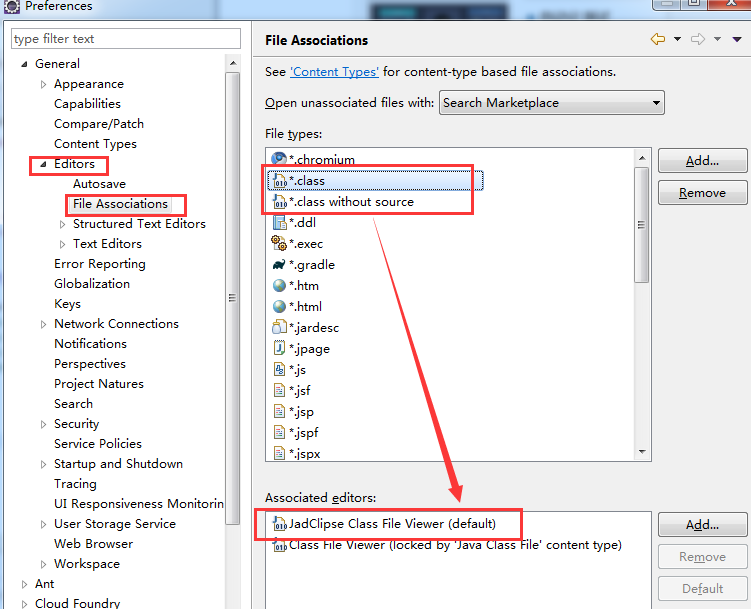 Preferences
type filter text
General
Appearance
Capabilities
Compare/Patch
Content Types
Editors
Autosave
File Associations
Structured Text Editors
Text Editors
Error Reporting
Globalization
Keys
Network Connections
Notifications
Perspectives
Project Natures
Search
Security
Service Policies
Startup and Shutdown
Tracing
UI Responsiveness Monitorin
User Storage Service
Web Browser
Workspace
Ant
Cloud Foundry
File Associations
See 'Content Types' for content-type based file associations.
Open unassociated files with: Search Marketplace
File types:
*.chromium
*.class
*.class without source
*.ddl
*.exec
*.gradle
*.htm
*.html
*.jardesc
*.jpage
*.js
*.jsf
*.jsp
*.jspf
*.jspx
Add...
Remove
Associated editors:
JadClipse Class File Viewer (default)
Class File Viewer (locked by 'Java Class File' content type)
Add...
Remove
Default